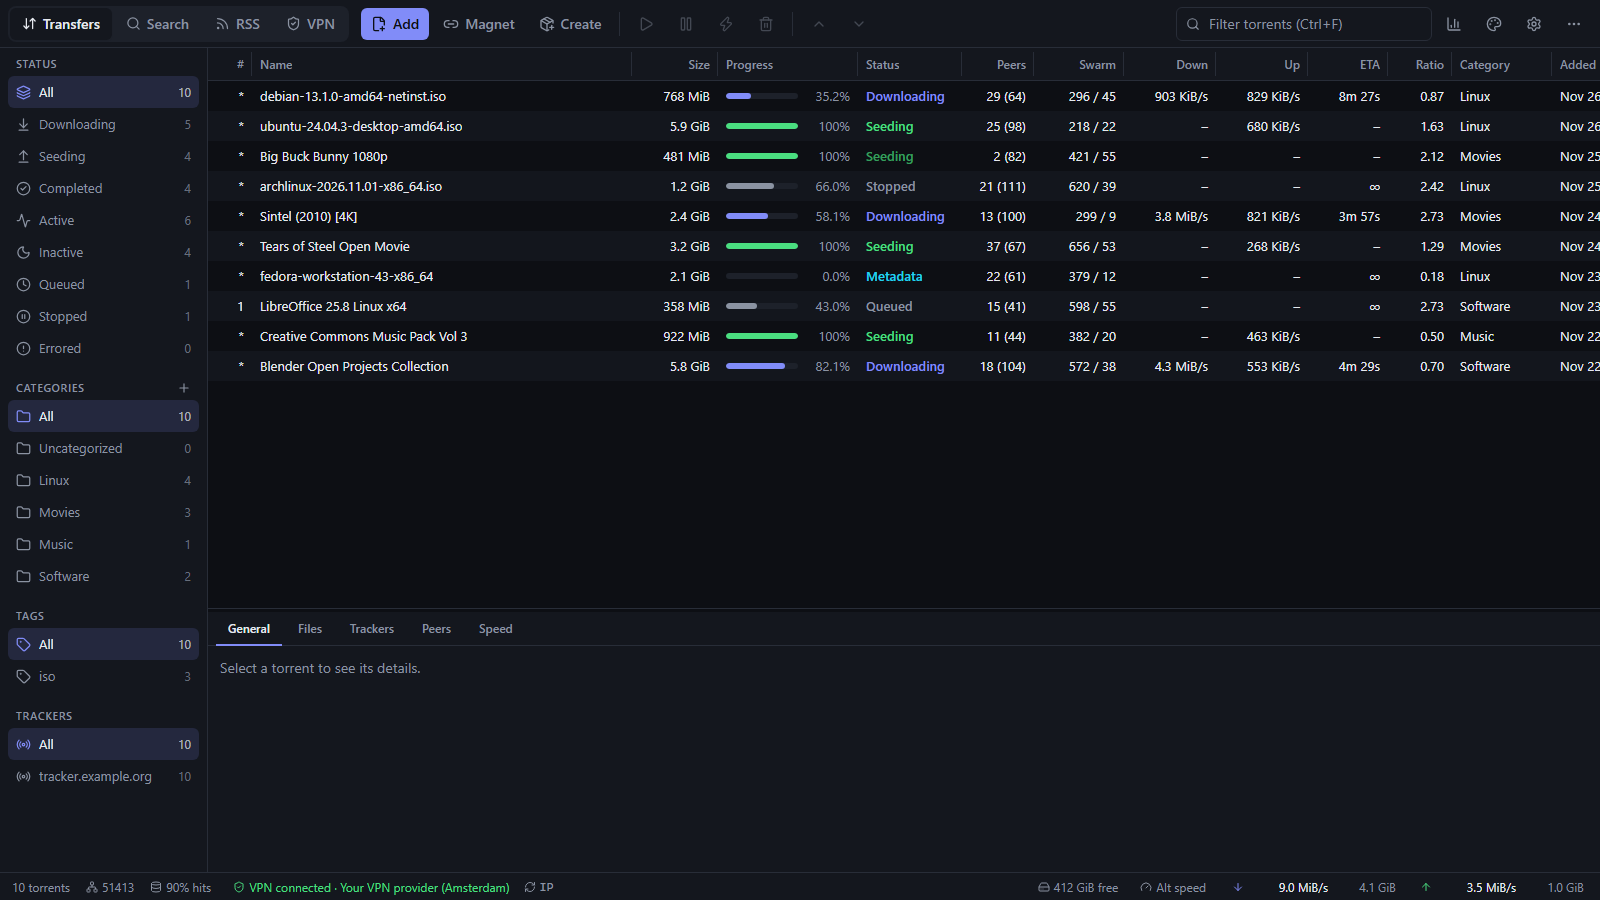 Transfers Search RSS VPN Add Magnet Create Filter torrents (Ctrl+F)
STATUS
All 10
Downloading 5
Seeding 4
Completed 4
Active 6
Inactive 4
Queued 1
Stopped 1
Errored 0
CATEGORIES +
All 10
Uncategorized 0
Linux 4
Movies 3
Music 1
Software 2
TAGS
All 10
iso 3
TRACKERS
All 10
tracker.example.org 10
# Name Size Progress Status Peers Swarm Down Up ETA Ratio Category Added
* debian-13.1.0-amd64-netinst.iso 768 MiB 35.2% Downloading 29 (64) 296 / 45 903 KiB/s 829 KiB/s 8m 27s 0.87 Linux Nov 26
* ubuntu-24.04.3-desktop-amd64.iso 5.9 GiB 100% Seeding 25 (98) 218 / 22 – 680 KiB/s – 1.63 Linux Nov 26
* Big Buck Bunny 1080p 481 MiB 100% Seeding 2 (82) 421 / 55 – – – 2.12 Movies Nov 25
* archlinux-2026.11.01-x86_64.iso 1.2 GiB 66.0% Stopped 21 (111) 620 / 39 – – ∞ 2.42 Linux Nov 25
* Sintel (2010) [4K] 2.4 GiB 58.1% Downloading 13 (100) 299 / 9 3.8 MiB/s 821 KiB/s 3m 57s 2.73 Movies Nov 24
* Tears of Steel Open Movie 3.2 GiB 100% Seeding 37 (67) 656 / 53 – 268 KiB/s – 1.29 Movies Nov 24
* fedora-workstation-43-x86_64 2.1 GiB 0.0% Metadata 22 (61) 379 / 12 – – ∞ 0.18 Linux Nov 23
1 LibreOffice 25.8 Linux x64 358 MiB 43.0% Queued 15 (41) 598 / 55 – – ∞ 2.73 Software Nov 23
* Creative Commons Music Pack Vol 3 922 MiB 100% Seeding 11 (44) 382 / 20 – 463 KiB/s – 0.50 Music Nov 22
* Blender Open Projects Collection 5.8 GiB 82.1% Downloading 18 (104) 572 / 38 4.3 MiB/s 553 KiB/s 4m 29s 0.70 Software Nov 22
General Files Trackers Peers Speed
Select a torrent to see its details.
10 torrents 51413 90% hits VPN connected · Your VPN provider (Amsterdam) IP 412 GiB free Alt speed 9.0 MiB/s 4.1 GiB 3.5 MiB/s 1.0 GiB